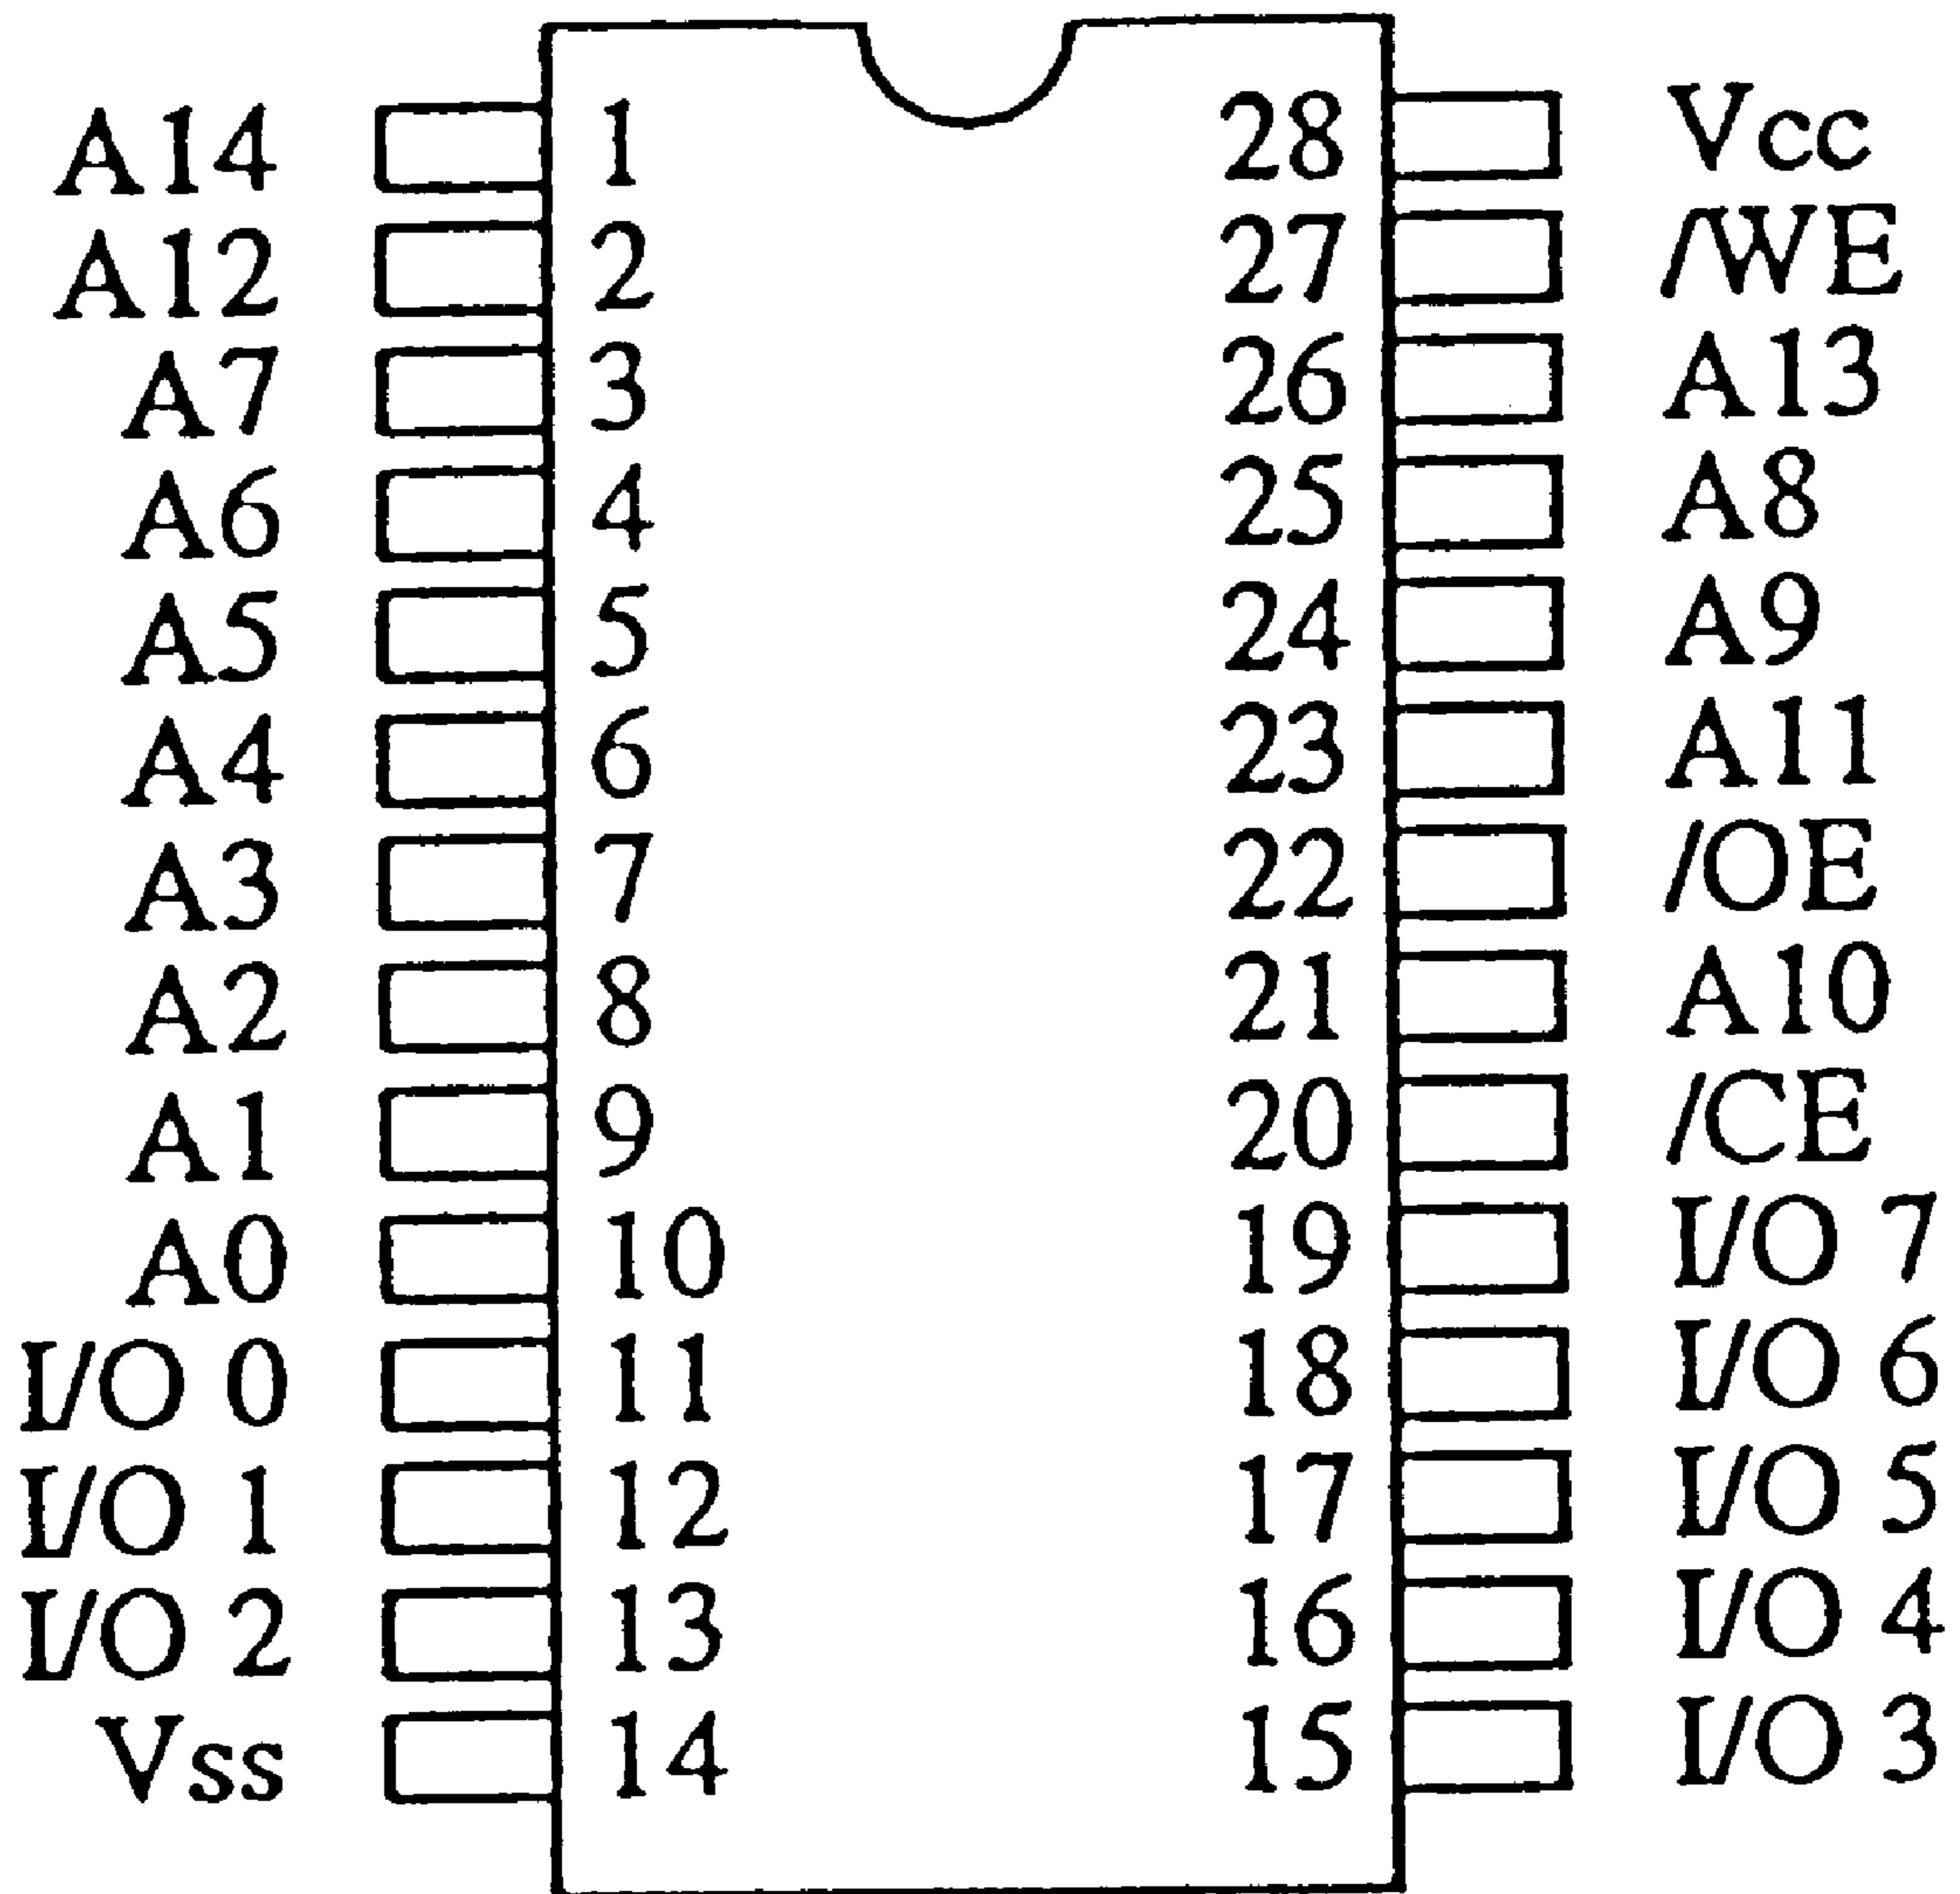 A14 1 28 Vcc
A12 2 27 /WE
A7 3 26 A13
A6 4 25 A8
A5 5 24 A9
A4 6 23 A11
A3 7 22 /OE
A2 8 21 A10
A1 9 20 /CE
A0 10 19 I/O 7
I/O 0 11 18 I/O 6
I/O 1 12 17 I/O 5
I/O 2 13 16 I/O 4
Vss 14 15 I/O 3